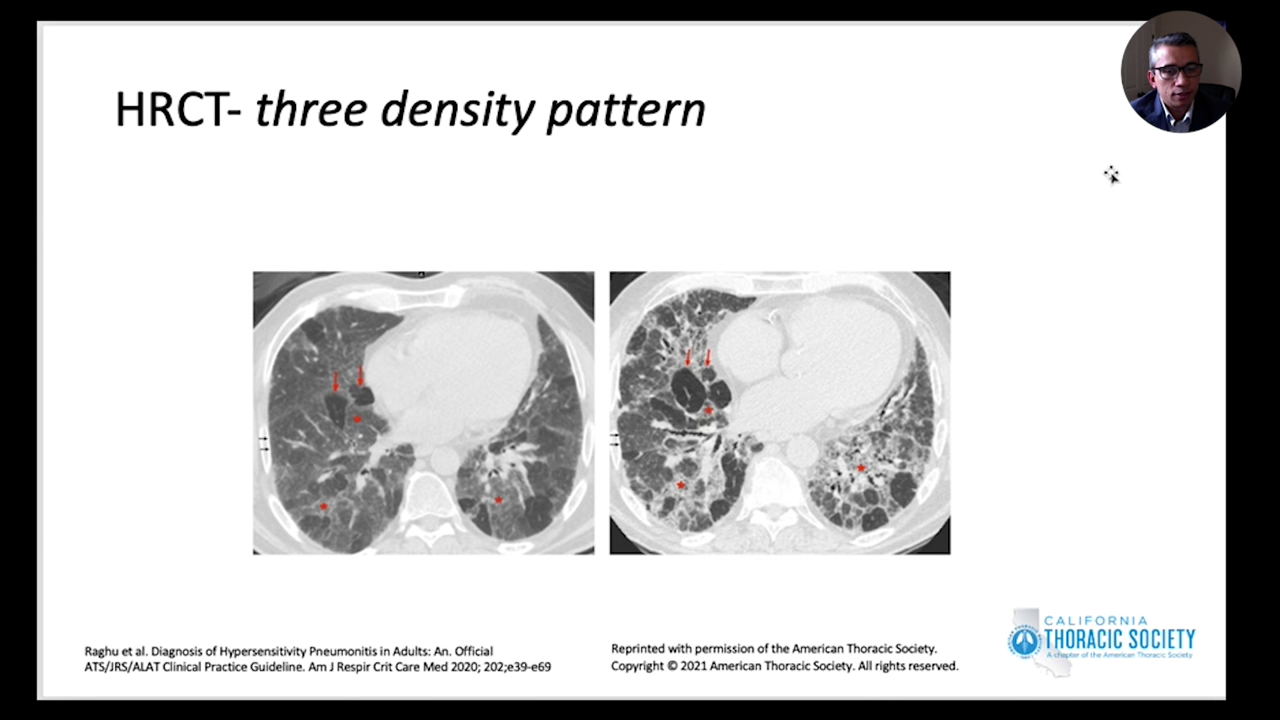 HRCT- three density pattern
Raghu et al. Diagnosis of Hypersensitivity Pneumonitis in Adults: An. Official
ATS/JRS/ALAT Clinical Practice Guideline. Am J Respir Crit Care Med 2020; 202;e39-e69
Reprinted with permission of the American Thoracic Society.
Copyright © 2021 American Thoracic Society. All rights reserved.
CALIFORNIA
THORACIC SOCIETY
A chapter of the American Thoracic Society